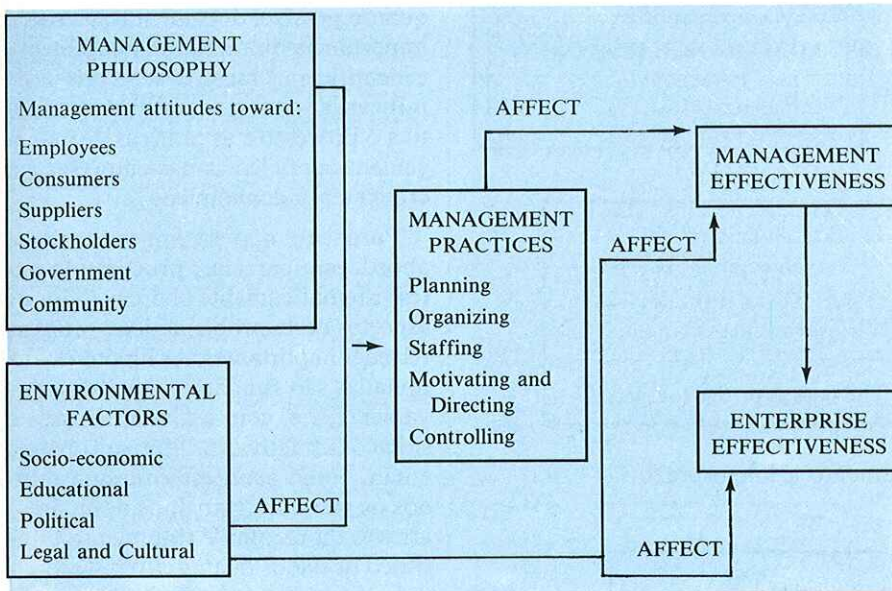 MANAGEMENT
PHILOSOPHY
Management attitudes toward:
Employees
Consumers
Suppliers
Stockholders
Government
Community
ENVIRONMENTAL
FACTORS
Socio-economic
Educational
Political
Legal and Cultural
AFFECT
MANAGEMENT
PRACTICES
Planning
Organizing
Staffing
Motivating and
Directing
Controlling
AFFECT
AFFECT
MANAGEMENT
EFFECTIVENESS
ENTERPRISE
EFFECTIVENESS
AFFECT